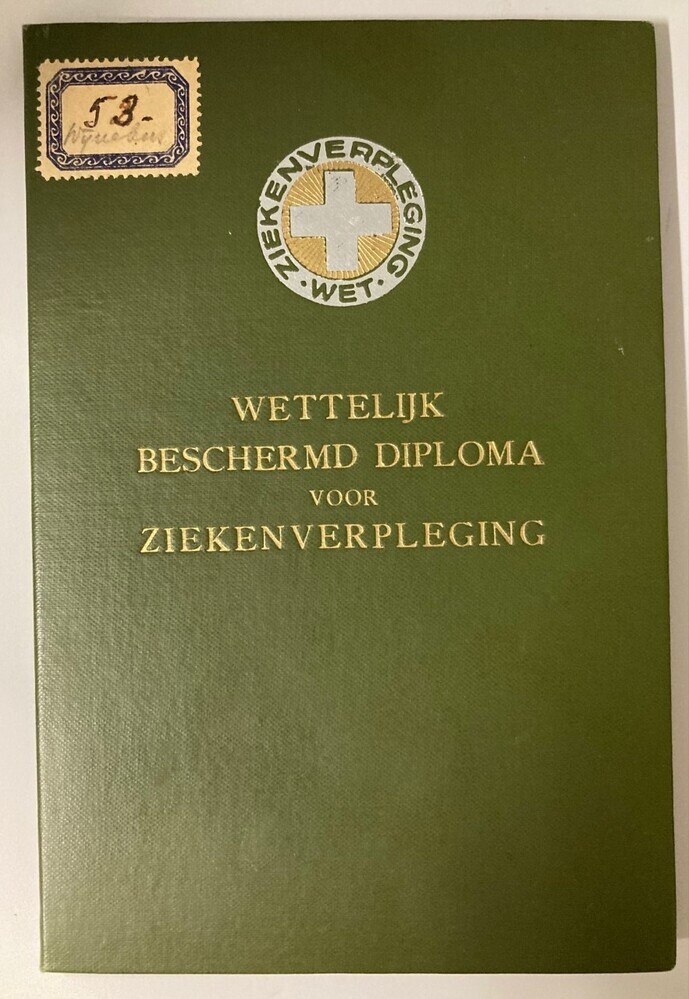 53.-
ZIEKENVERPLEGING
· WET ·
WETTELIJK
BESCHERMD DIPLOMA
VOOR
ZIEKENVERPLEGING